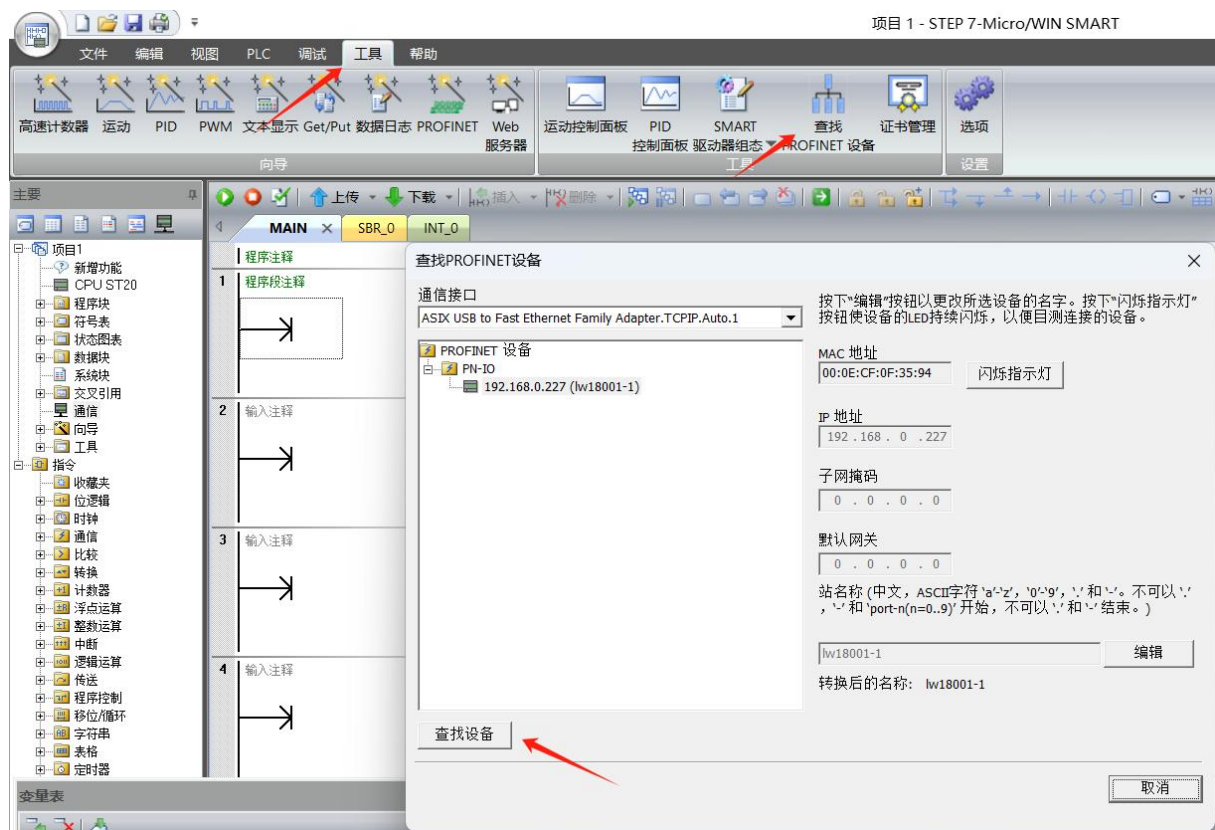 项目 1 - STEP 7-Micro/WIN SMART
文件 编辑 视图 PLC 调试 工具 帮助
高速计数器 运动 PID PWM 文本显示 Get/Put 数据日志 PROFINET Web 服务器
向导
运动控制面板 PID 控制面板 SMART 驱动器组态 查找 PROFINET 设备 证书管理
工具
选项
设置
主要
上传 下载 插入 删除
MAIN × SBR_0 INT_0
项目1
新增功能
CPU ST20
程序块
符号表
状态图表
数据块
系统块
交叉引用
通信
向导
工具
指令
收藏夹
位逻辑
时钟
通信
比较
转换
计数器
浮点运算
整数运算
中断
逻辑运算
传送
程序控制
移位/循环
字符串
表格
定时器
变量表
程序注释
1 程序段注释
2 输入注释
3 输入注释
4 输入注释
查找PROFINET设备
通信接口
ASIX USB to Fast Ethernet Family Adapter.TCPIP.Auto.1
PROFINET 设备
PN-IO
192.168.0.227 (lw18001-1)
查找设备
按下"编辑"按钮以更改所选设备的名字。按下"闪烁指示灯"
按钮使设备的LED持续闪烁，以便目测连接的设备。
MAC 地址
00:0E:CF:0F:35:94 闪烁指示灯
IP 地址
192 . 168 . 0 . 227
子网掩码
0 . 0 . 0 . 0
默认网关
0 . 0 . 0 . 0
站名称 (中文，ASCII字符 'a'-'z'，'0'-'9'，'.' 和 '-'。不可以 '.'
，'-' 和 'port-n(n=0..9)' 开始，不可以 '.' 和 '-' 结束。)
lw18001-1 编辑
转换后的名称: lw18001-1
取消